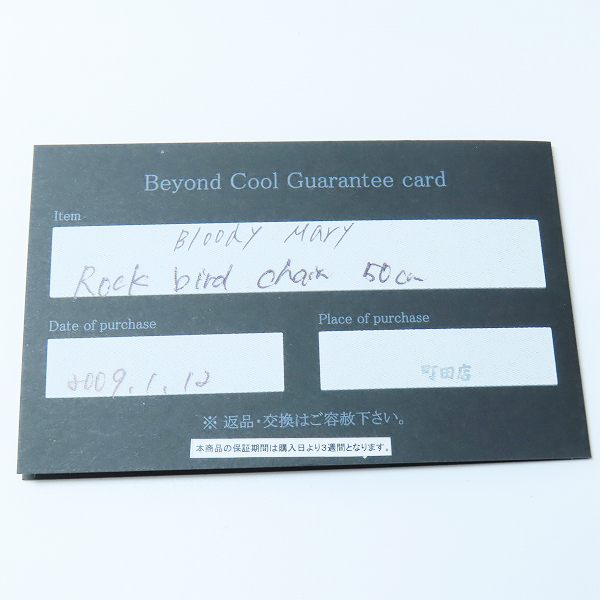 Beyond Cool Guarantee card
Item
Bloody Mary
Rock bird chain 50cm
Date of purchase
Place of purchase
2009.1.12
町田店
※ 返品・交換はご容赦下さい。
本商品の保証期間は購入日より3週間となります。